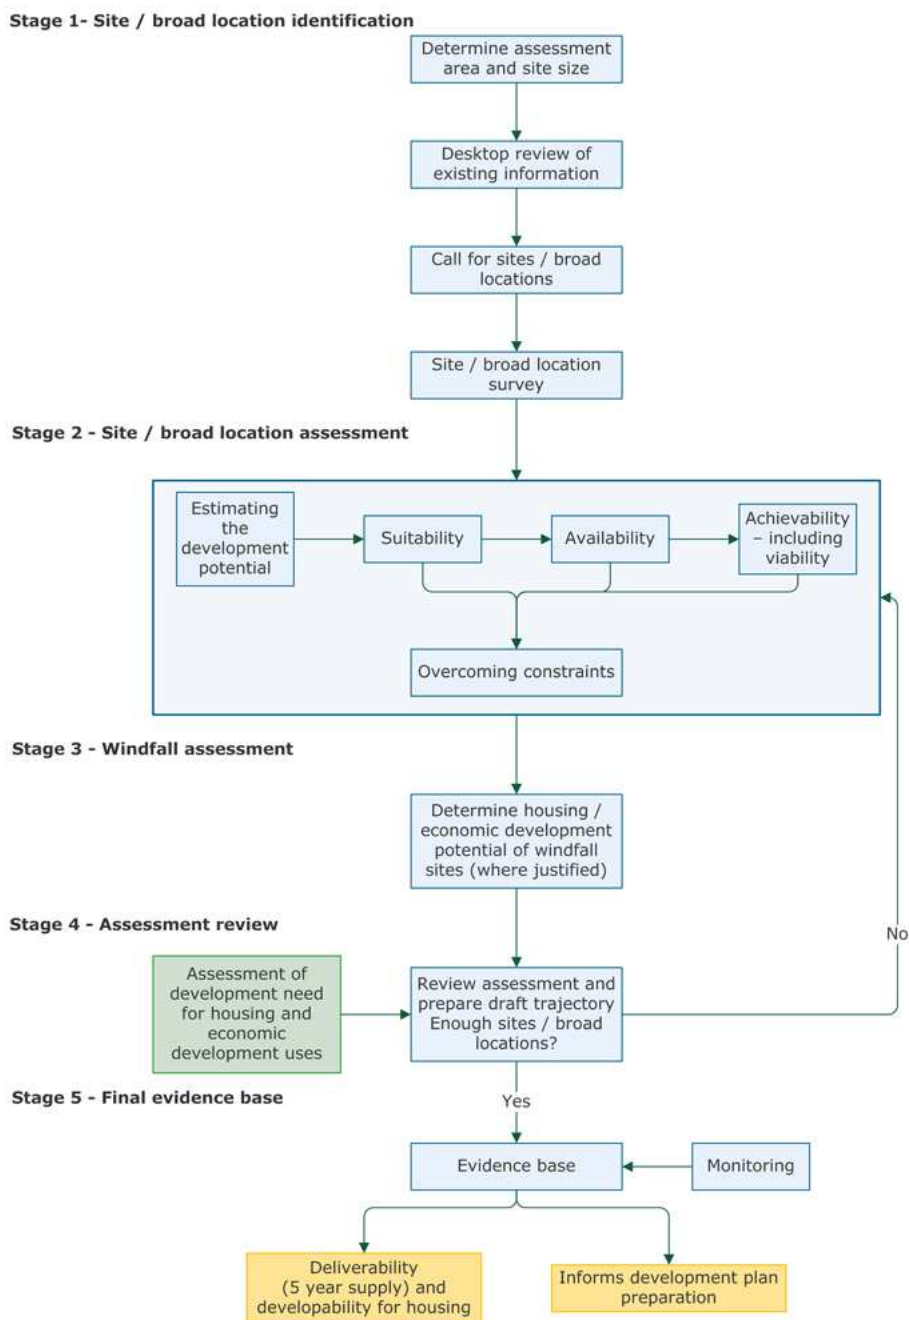 Stage 1- Site / broad location identification
Determine assessment
area and site size
Desktop review of
existing information
Call for sites / broad
locations
Site / broad location
survey
Stage 2 - Site / broad location assessment
Estimating
the
development
potential
Suitability
Availability
Achievability
– including
viability
Overcoming constraints
Stage 3 - Windfall assessment
Determine housing /
economic development
potential of windfall
sites (where justified)
Stage 4 - Assessment review
No
Assessment of
development need
for housing and
economic
development uses
Review assessment and
prepare draft trajectory
Enough sites / broad
locations?
Stage 5 - Final evidence base
Yes
Evidence base
Monitoring
Deliverability
(5 year supply) and
developability for housing
Informs development plan
preparation